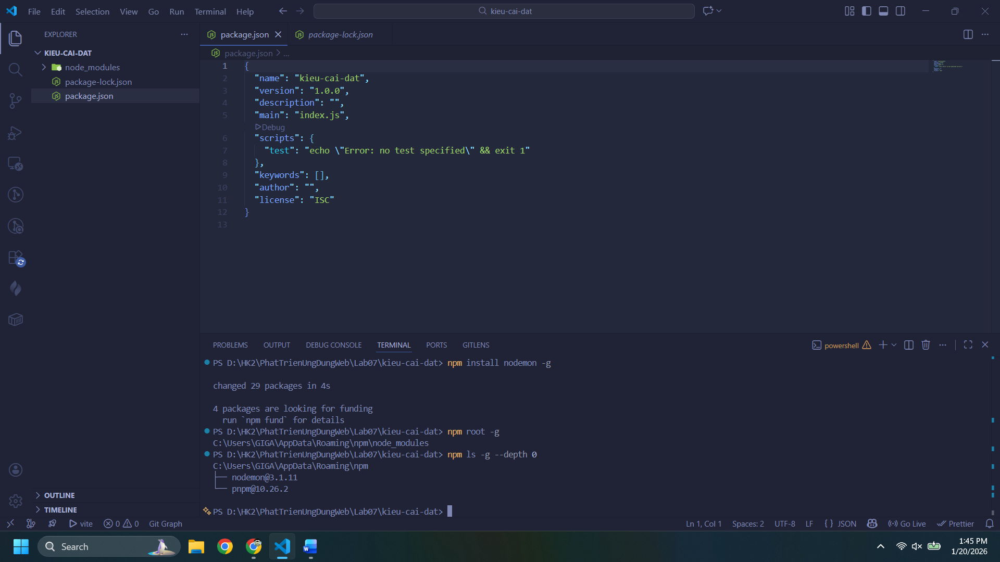 File Edit Selection View Go Run Terminal Help
kieu-cai-dat
EXPLORER
KIEU-CAI-DAT
node_modules
package-lock.json
package.json
OUTLINE
TIMELINE
package.json
package-lock.json
package.json > ...
1 {
2 "name": "kieu-cai-dat",
3 "version": "1.0.0",
4 "description": "",
5 "main": "index.js",
Debug
6 "scripts": {
7 "test": "echo \"Error: no test specified\" && exit 1"
8 },
9 "keywords": [],
10 "author": "",
11 "license": "ISC"
12 }
13
PROBLEMS OUTPUT DEBUG CONSOLE TERMINAL PORTS GITLENS
powershell
PS D:\HK2\PhatTrienUngDungWeb\Lab07\kieu-cai-dat> npm install nodemon -g
changed 29 packages in 4s
4 packages are looking for funding
run `npm fund` for details
PS D:\HK2\PhatTrienUngDungWeb\Lab07\kieu-cai-dat> npm root -g
C:\Users\GIGA\AppData\Roaming\npm\node_modules
PS D:\HK2\PhatTrienUngDungWeb\Lab07\kieu-cai-dat> npm ls -g --depth 0
C:\Users\GIGA\AppData\Roaming\npm
├── nodemon@3.1.11
└── pnpm@10.26.2
PS D:\HK2\PhatTrienUngDungWeb\Lab07\kieu-cai-dat>
vite 0 0 Git Graph
Ln 1, Col 1 Spaces: 2 UTF-8 LF { } JSON Go Live Prettier
Search
1:45 PM
1/20/2026